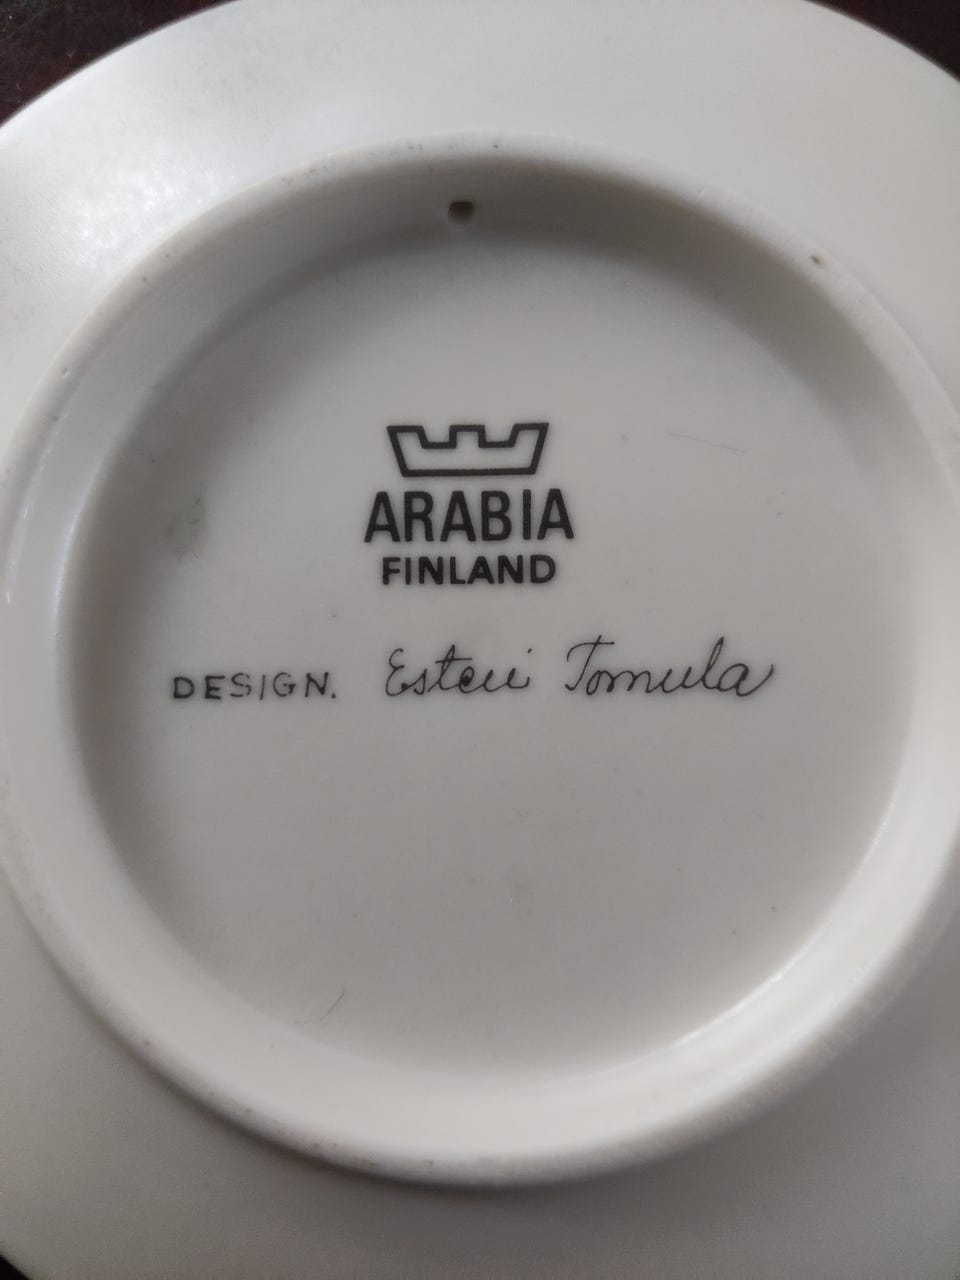 ARABIA
FINLAND
DESIGN. Esteri Tomula